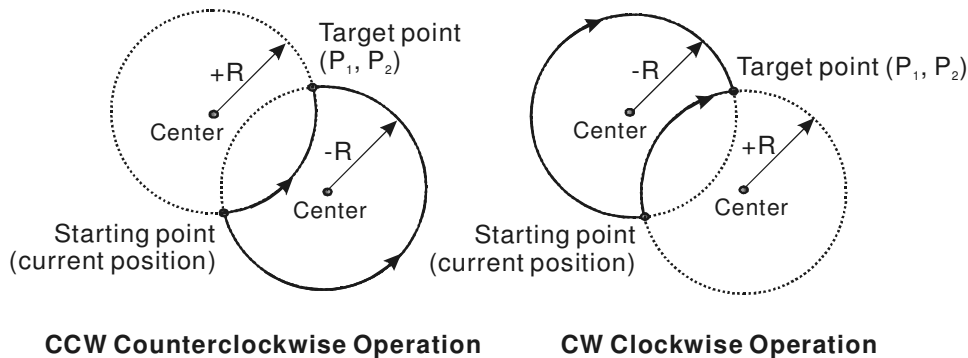 +R
Center
Target point
(P₁, P₂)
-R
Center
Starting point
(current position)
CCW Counterclockwise Operation
-R
Center
Target point (P₁, P₂)
+R
Center
Starting point
(current position)
CW Clockwise Operation